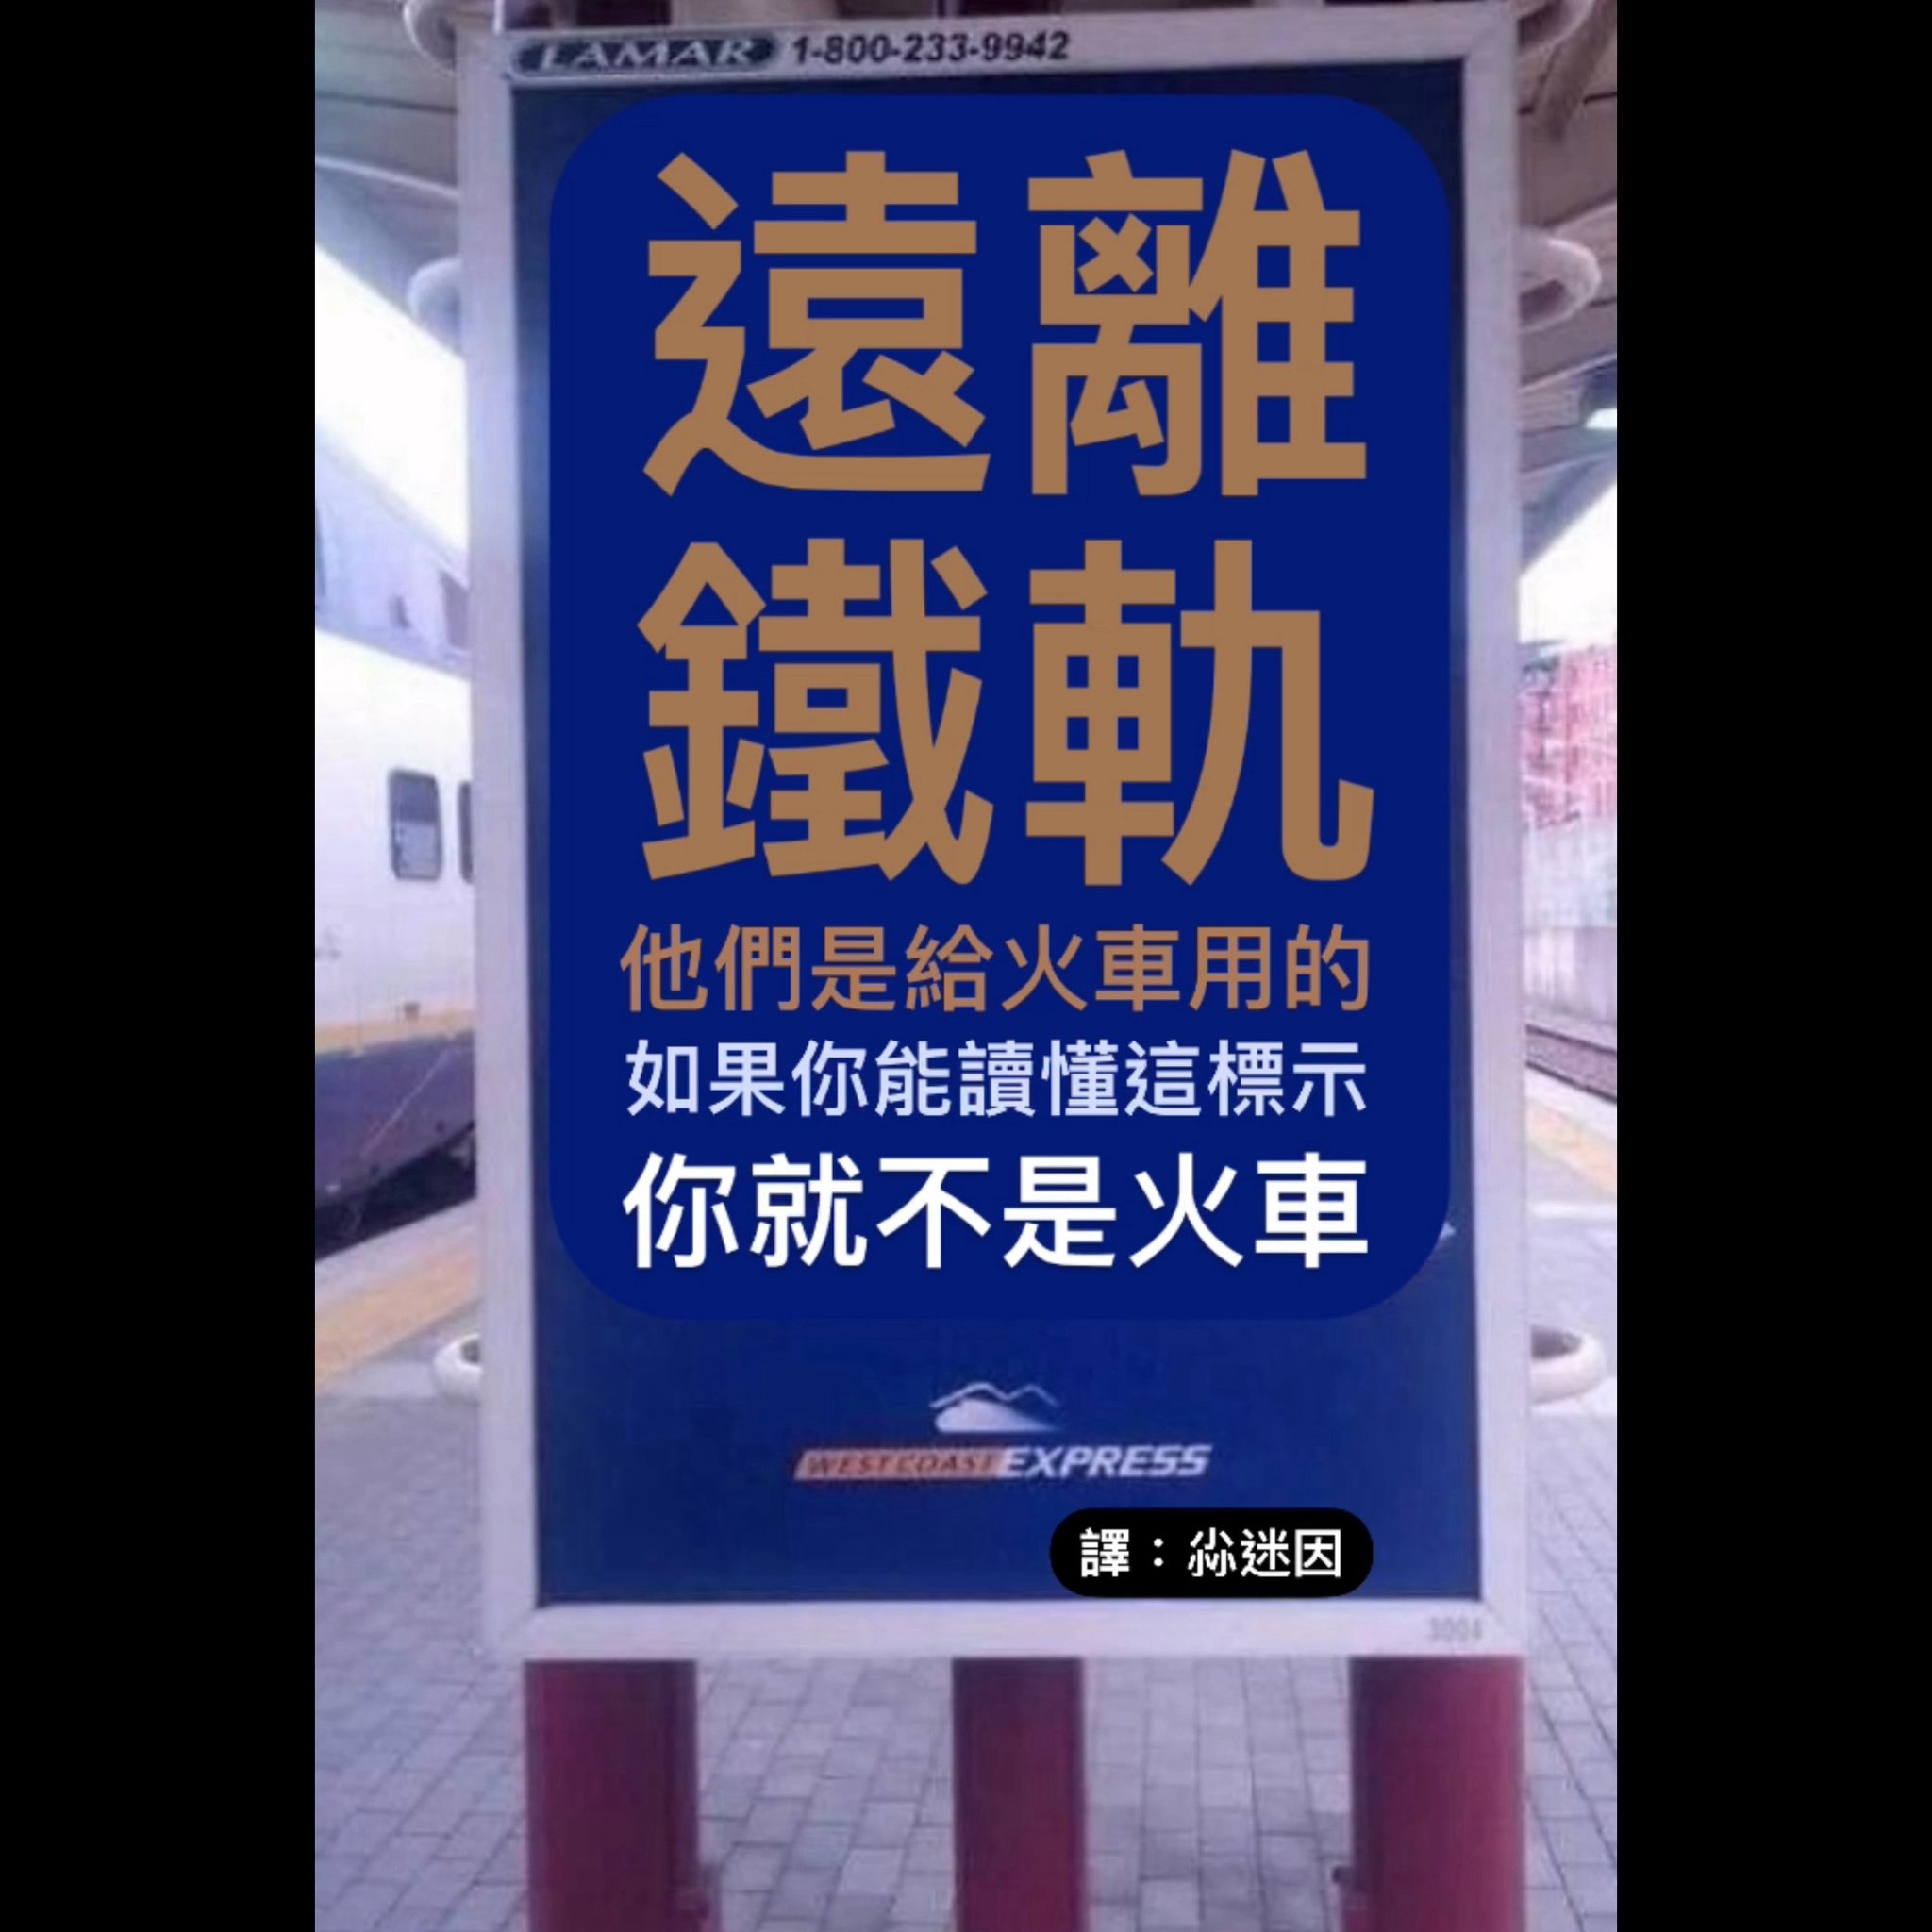 LAMAR 1-800-233-9942
遠離
鐵軌
他們是給火車用的
如果你能讀懂這標示
你就不是火車
WESTCOAST EXPRESS
譯：尛迷因
3004